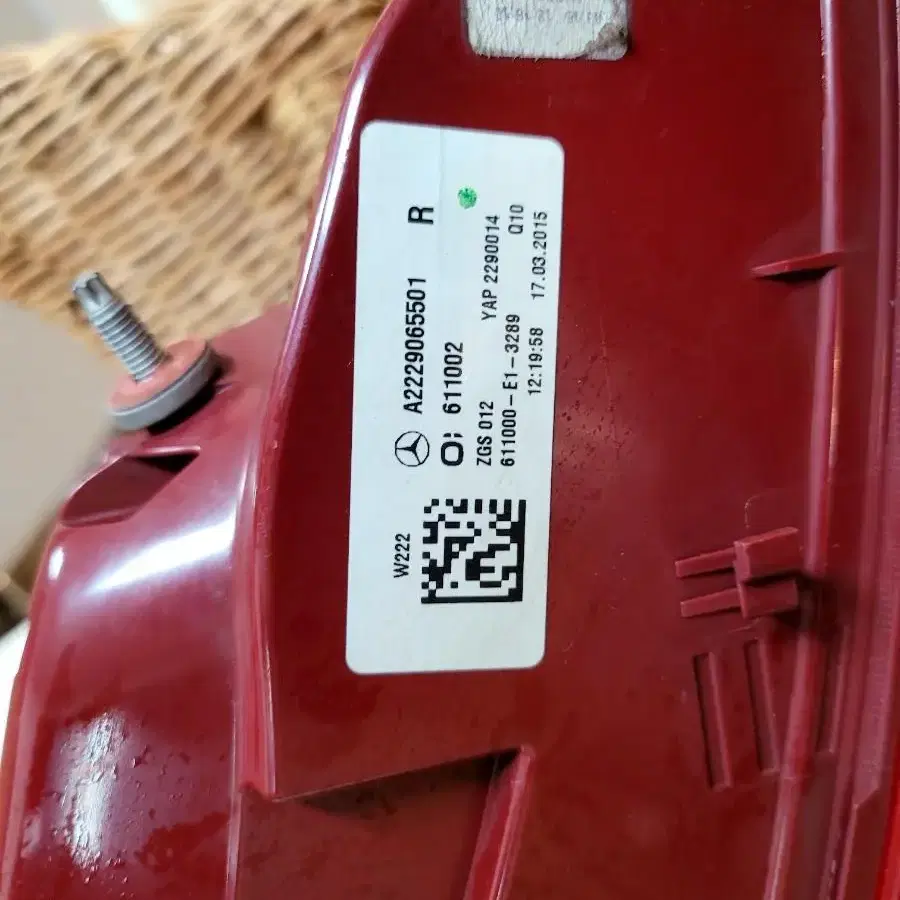 W222
A2229065501 R
O: 611002
ZGS 012 YAP 2290014
611000-E1-3289 Q10
12:19:58 17.03.2015